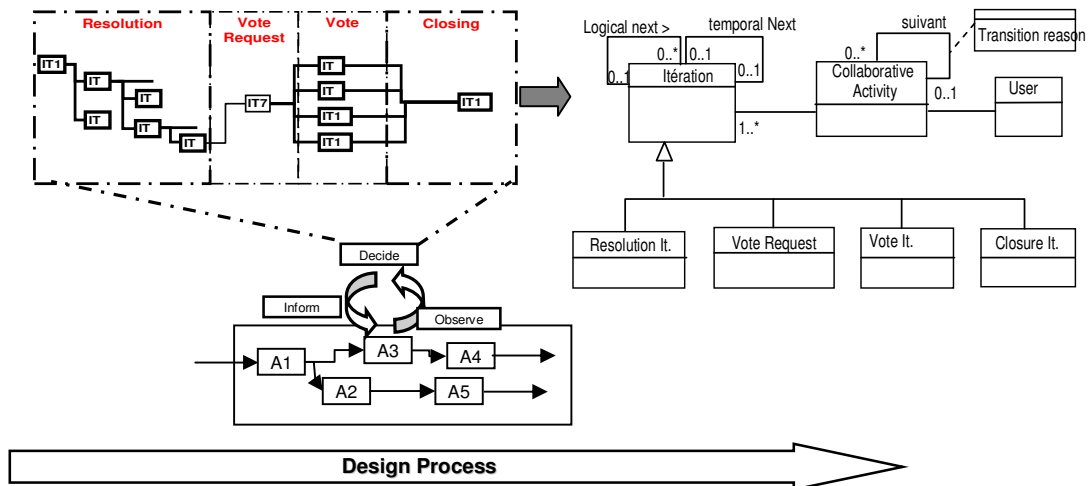 Resolution
Vote
Request
Vote
Closing
IT1
IT
IT
IT
IT
IT
IT7
IT
IT
IT1
IT1
IT1
Logical next >
temporal Next
0..*
0..1
0..1
0..1
Itération
1..*
suivant
0..*
0..1
Transition reason
Collaborative
Activity
User
Resolution It.
Vote Request
Vote It.
Closure It.
Decide
Inform
Observe
A1
A3
A4
A2
A5
Design Process